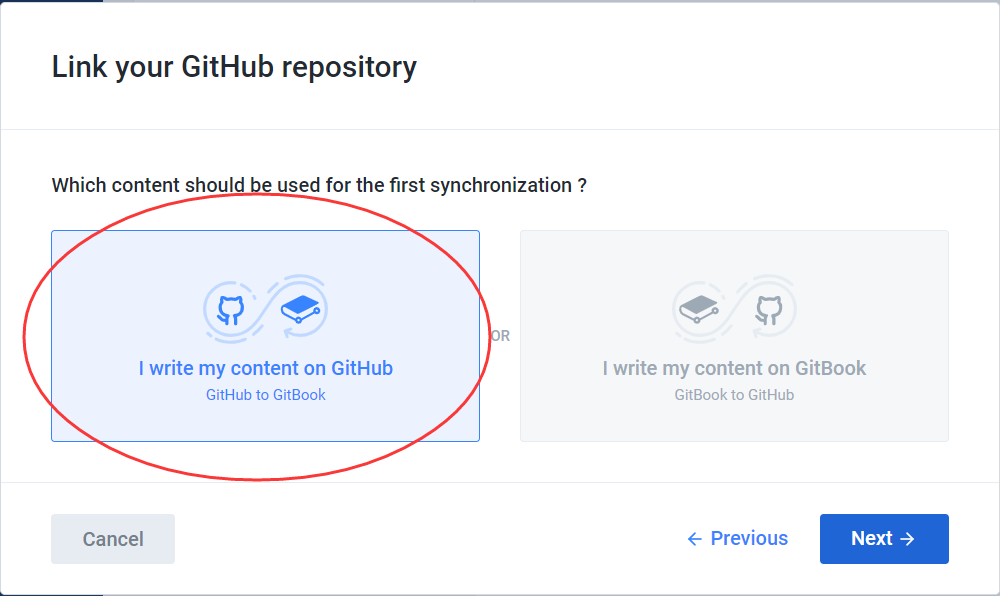 Link your GitHub repository
Which content should be used for the first synchronization ?
I write my content on GitHub
GitHub to GitBook
OR
I write my content on GitBook
GitBook to GitHub
Cancel
← Previous
Next →